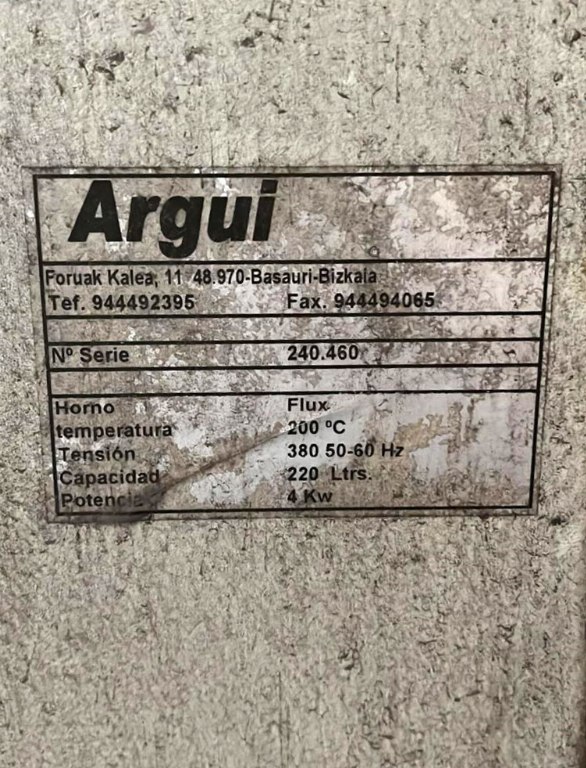 Argui
Foruak Kalea, 11 48.970-Basauri-Bizkaia
Tef. 944492395 Fax. 944494065
Nº Serie 240.460
Horno Flux
temperatura 200 ºC
Tensión 380 50-60 Hz
Capacidad 220 Ltrs.
Potencia 4 Kw